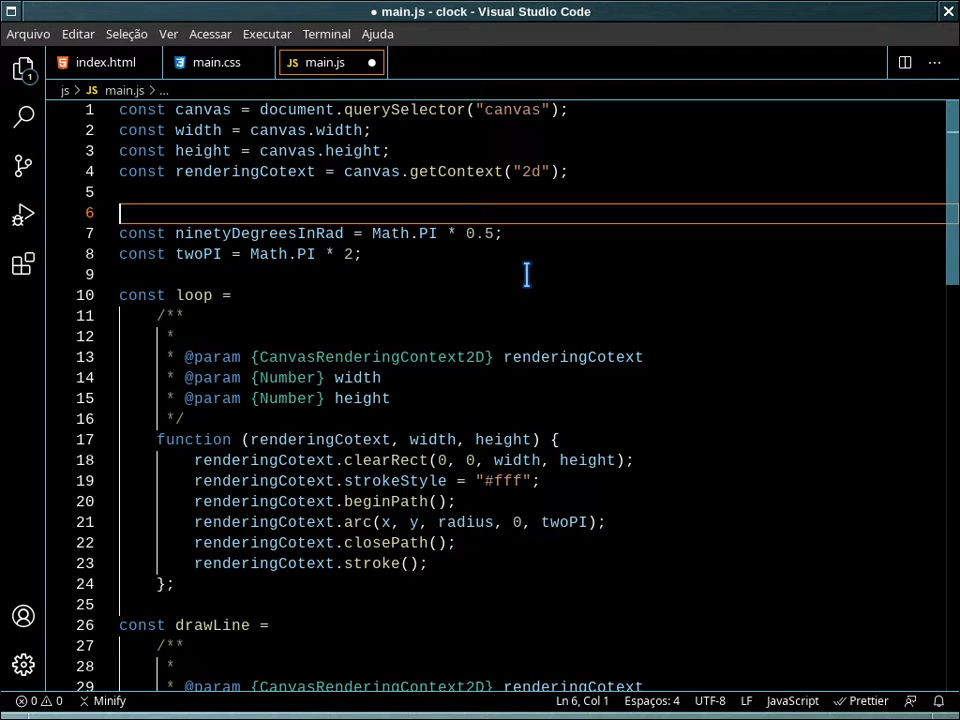 ● main.js - clock - Visual Studio Code
Arquivo Editar Seleção Ver Acessar Executar Terminal Ajuda
index.html main.css JS main.js ●
js > JS main.js > ...
1 const canvas = document.querySelector("canvas");
2 const width = canvas.width;
3 const height = canvas.height;
4 const renderingCotext = canvas.getContext("2d");
5
6
7 const ninetyDegreesInRad = Math.PI * 0.5;
8 const twoPI = Math.PI * 2;
9
10 const loop =
11 /**
12 *
13 * @param {CanvasRenderingContext2D} renderingCotext
14 * @param {Number} width
15 * @param {Number} height
16 */
17 function (renderingCotext, width, height) {
18 renderingCotext.clearRect(0, 0, width, height);
19 renderingCotext.strokeStyle = "#fff";
20 renderingCotext.beginPath();
21 renderingCotext.arc(x, y, radius, 0, twoPI);
22 renderingCotext.closePath();
23 renderingCotext.stroke();
24 };
25
26 const drawLine =
27 /**
28 *
29 * @param {CanvasRenderingContext2D} renderingCotext
1
0 0 Minify Ln 6, Col 1 Espaços: 4 UTF-8 LF JavaScript Prettier